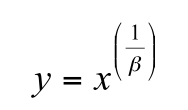 y = x^(1/β)